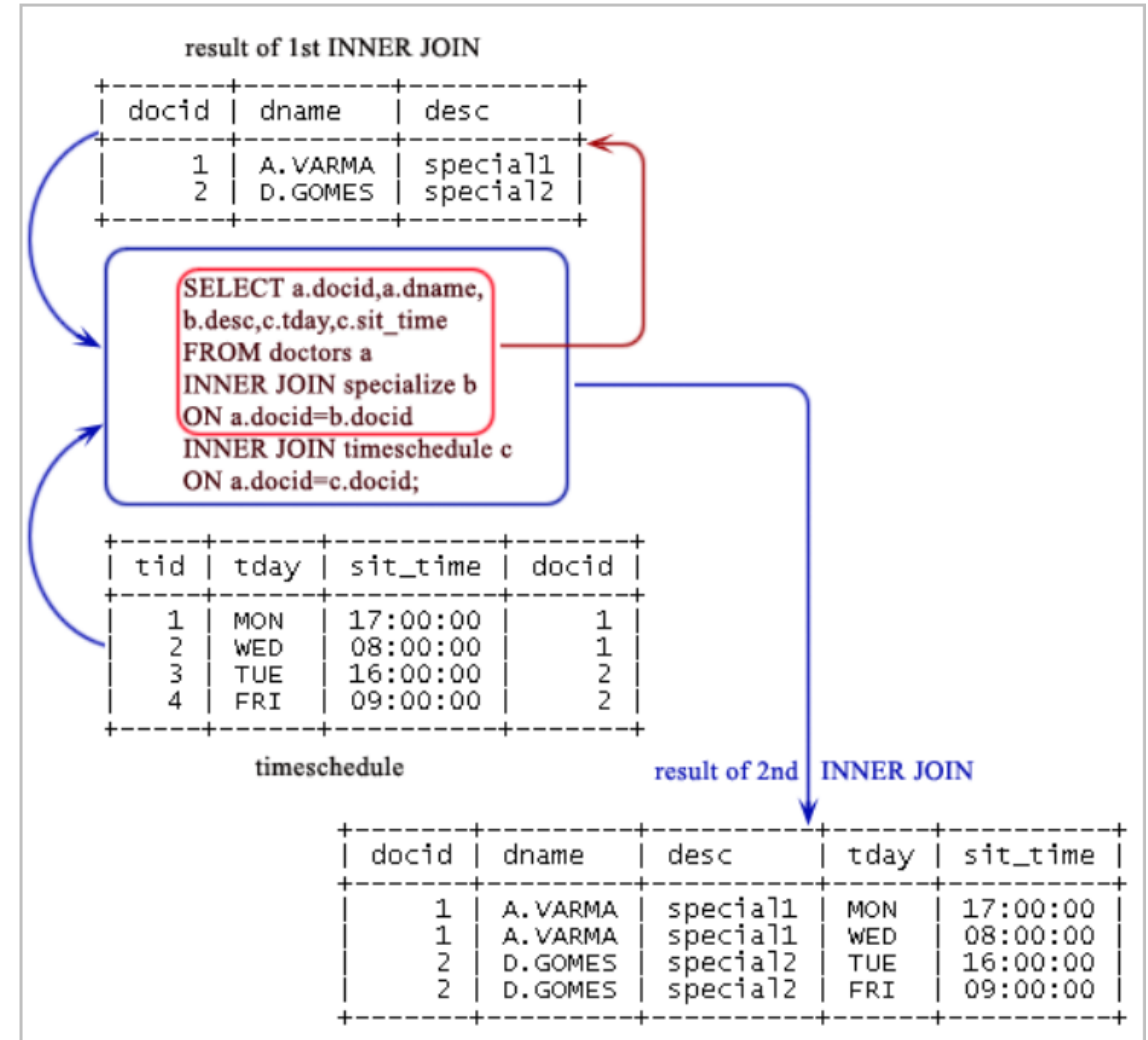 result of 1st INNER JOIN
+-------+---------+----------+
| docid | dname | desc |
+-------+---------+----------+
| 1 | A.VARMA | special1 |
| 2 | D.GOMES | special2 |
+-------+---------+----------+
SELECT a.docid,a.dname,
b.desc,c.tday,c.sit_time
FROM doctors a
INNER JOIN specialize b
ON a.docid=b.docid
INNER JOIN timeschedule c
ON a.docid=c.docid;
+-----+------+----------+-------+
| tid | tday | sit_time | docid |
+-----+------+----------+-------+
| 1 | MON | 17:00:00 | 1 |
| 2 | WED | 08:00:00 | 1 |
| 3 | TUE | 16:00:00 | 2 |
| 4 | FRI | 09:00:00 | 2 |
+-----+------+----------+-------+
timeschedule
result of 2nd INNER JOIN
+-------+---------+----------+------+----------+
| docid | dname | desc | tday | sit_time |
+-------+---------+----------+------+----------+
| 1 | A.VARMA | special1 | MON | 17:00:00 |
| 1 | A.VARMA | special1 | WED | 08:00:00 |
| 2 | D.GOMES | special2 | TUE | 16:00:00 |
| 2 | D.GOMES | special2 | FRI | 09:00:00 |
+-------+---------+----------+------+----------+